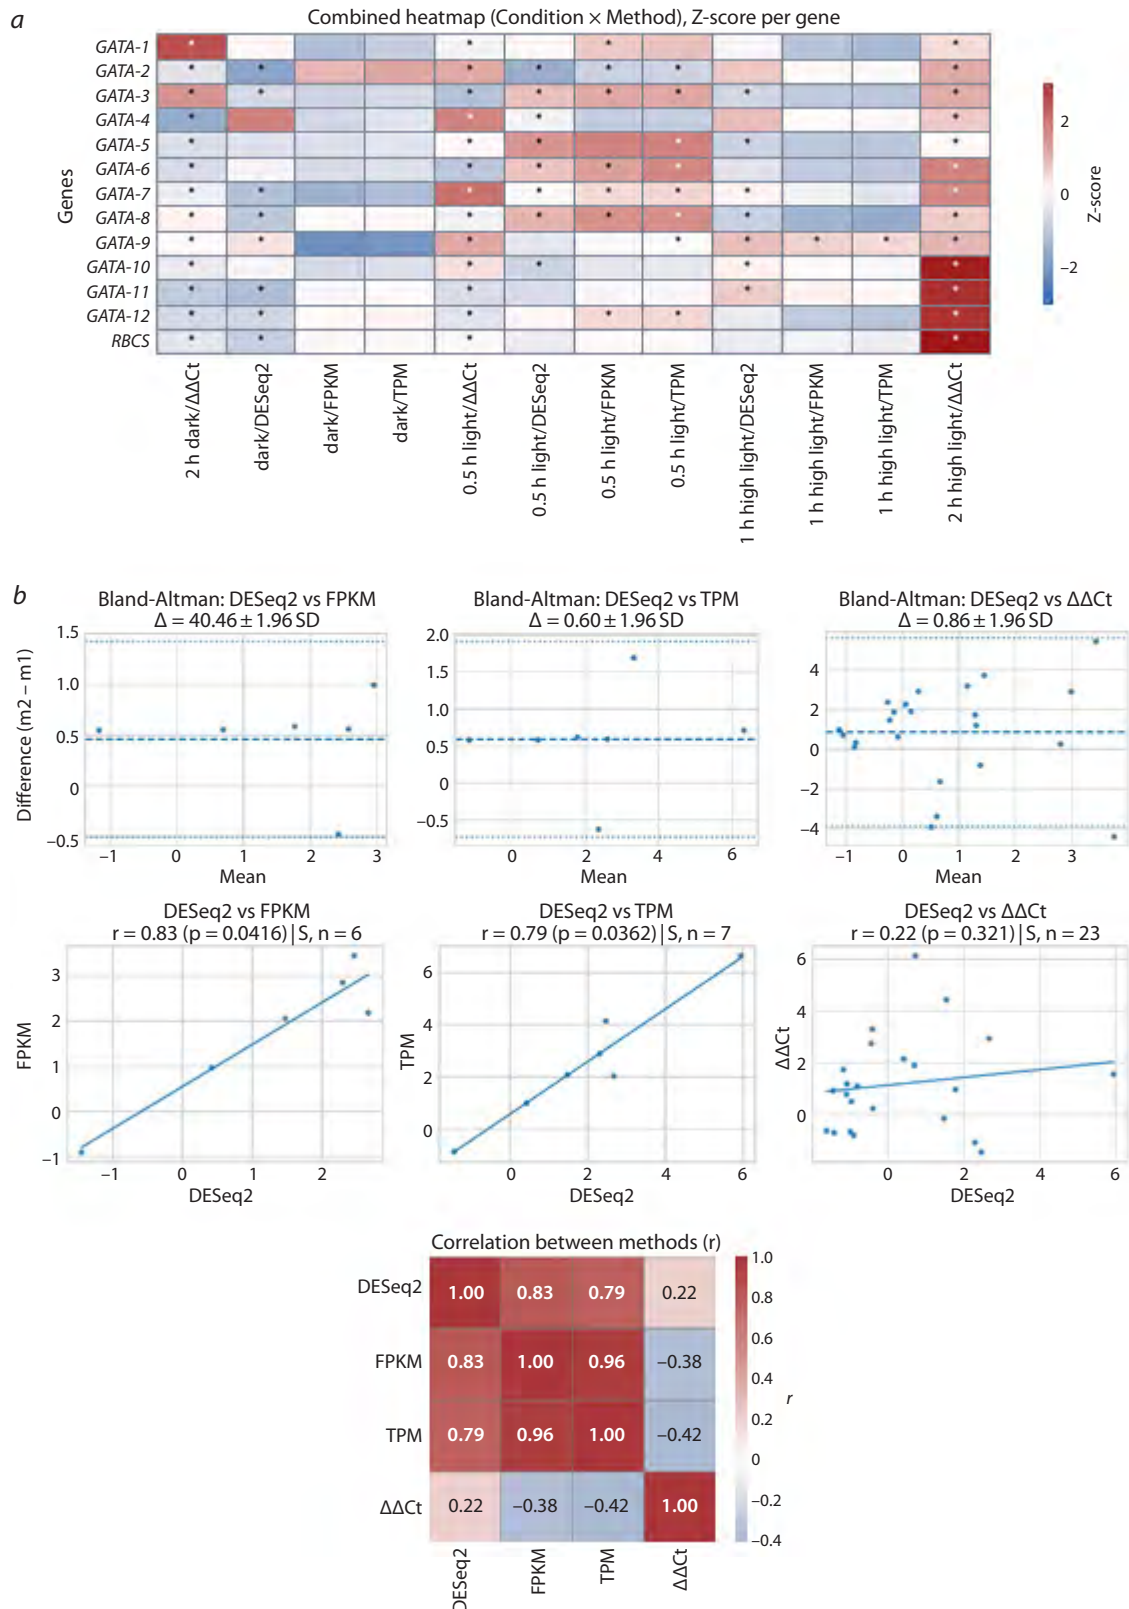 a
Combined heatmap (Condition × Method), Z-score per gene
Genes
GATA-1
GATA-2
GATA-3
GATA-4
GATA-5
GATA-6
GATA-7
GATA-8
GATA-9
GATA-10
GATA-11
GATA-12
RBCS
2 h dark/ΔΔCt
dark/DESeq2
dark/FPKM
dark/TPM
0.5 h light/ΔΔCt
0.5 h light/DESeq2
0.5 h light/FPKM
0.5 h light/TPM
1 h high light/DESeq2
1 h high light/FPKM
1 h high light/TPM
2 h high light/ΔΔCt
2
0
−2
Z-score
b
Bland-Altman: DESeq2 vs FPKM
Δ = 40.46 ± 1.96 SD
Difference (m2 – m1)
1.5
1.0
0.5
0
−0.5
−1 0 1 2 3
Mean
Bland-Altman: DESeq2 vs TPM
Δ = 0.60 ± 1.96 SD
2.0
1.5
1.0
0.5
0
−0.5
0 2 4 6
Mean
Bland-Altman: DESeq2 vs ΔΔCt
Δ = 0.86 ± 1.96 SD
4
2
0
−2
−4
−1 0 1 2 3
Mean
DESeq2 vs FPKM
r = 0.83 (p = 0.0416) | S, n = 6
FPKM
3
2
1
0
−1
−1 0 1 2
DESeq2
DESeq2 vs TPM
r = 0.79 (p = 0.0362) | S, n = 7
TPM
6
4
2
0
0 2 4 6
DESeq2
DESeq2 vs ΔΔCt
r = 0.22 (p = 0.321) | S, n = 23
ΔΔCt
6
4
2
0
0 2 4 6
DESeq2
Correlation between methods (r)
DESeq2 1.00 0.83 0.79 0.22
FPKM 0.83 1.00 0.96 −0.38
TPM 0.79 0.96 1.00 −0.42
ΔΔCt 0.22 −0.38 −0.42 1.00
DESeq2
FPKM
TPM
ΔΔCt
1.0
0.8
0.6
0.4
0.2
0
−0.2
−0.4
r